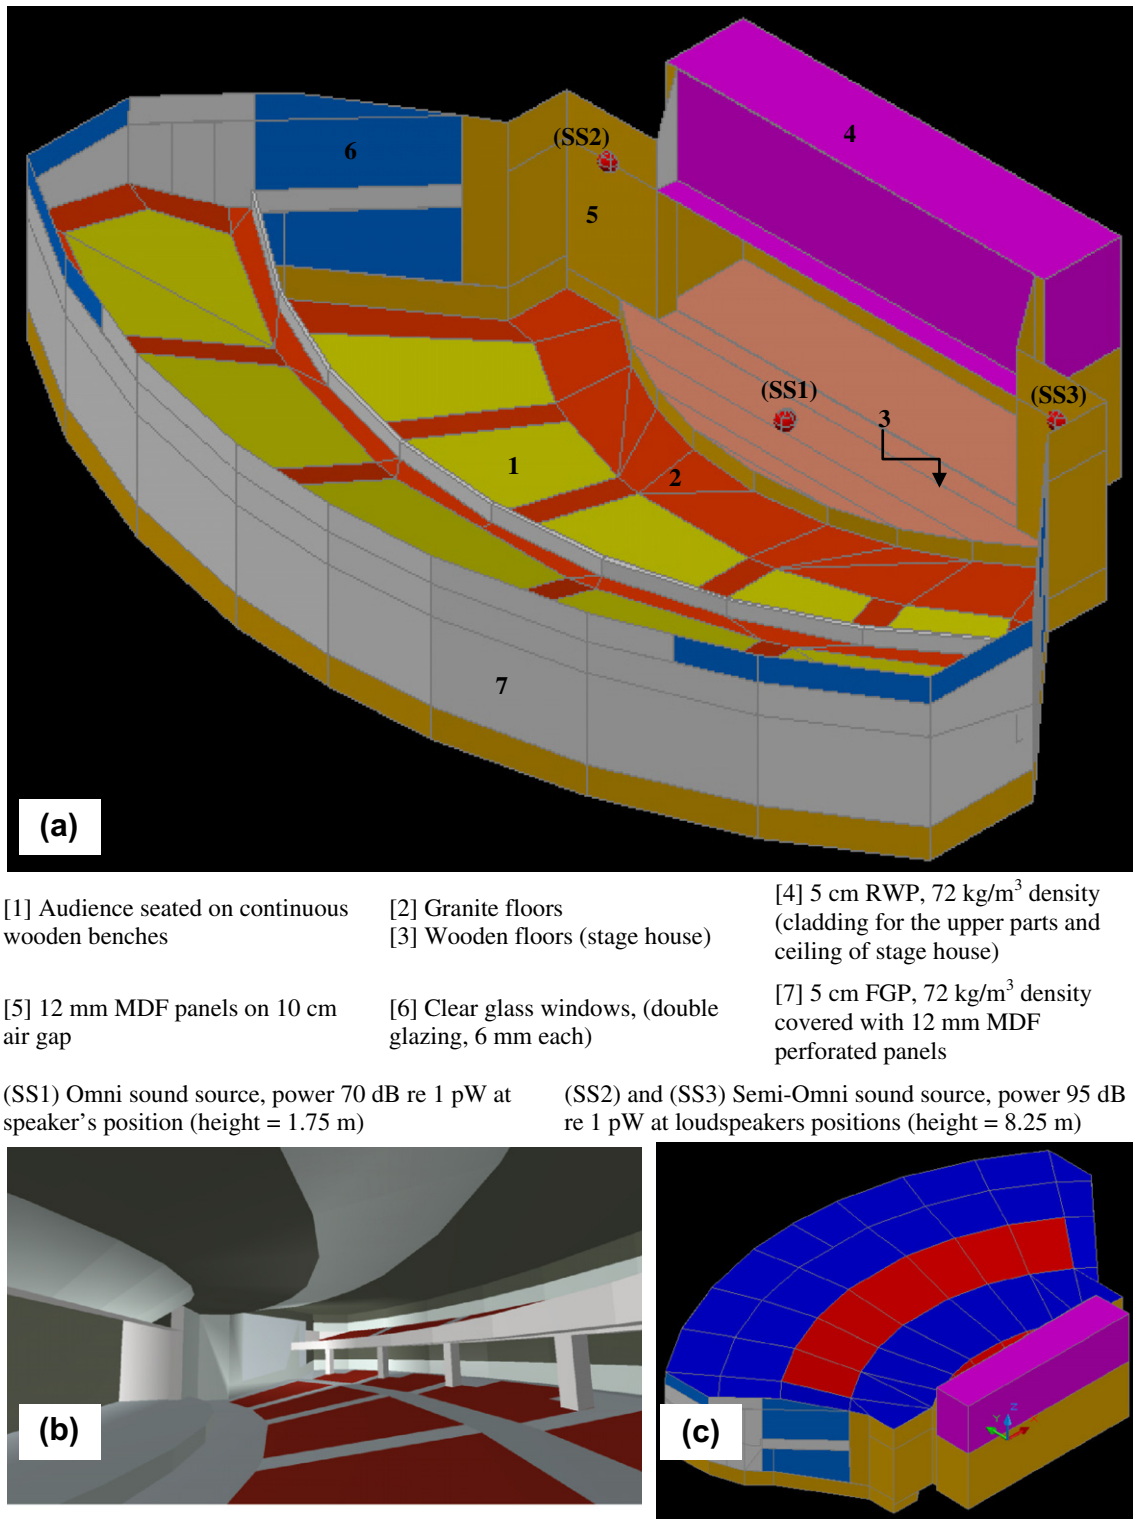 (SS2)
4
6
5
(SS1)
3
(SS3)
1
2
7
(a)
[1] Audience seated on continuous
wooden benches
[2] Granite floors
[3] Wooden floors (stage house)
[4] 5 cm RWP, 72 kg/m³ density
(cladding for the upper parts and
ceiling of stage house)
[5] 12 mm MDF panels on 10 cm
air gap
[6] Clear glass windows, (double
glazing, 6 mm each)
[7] 5 cm FGP, 72 kg/m³ density
covered with 12 mm MDF
perforated panels
(SS1) Omni sound source, power 70 dB re 1 pW at
speaker's position (height = 1.75 m)
(SS2) and (SS3) Semi-Omni sound source, power 95 dB
re 1 pW at loudspeakers positions (height = 8.25 m)
(b)
(c)
Y
Z